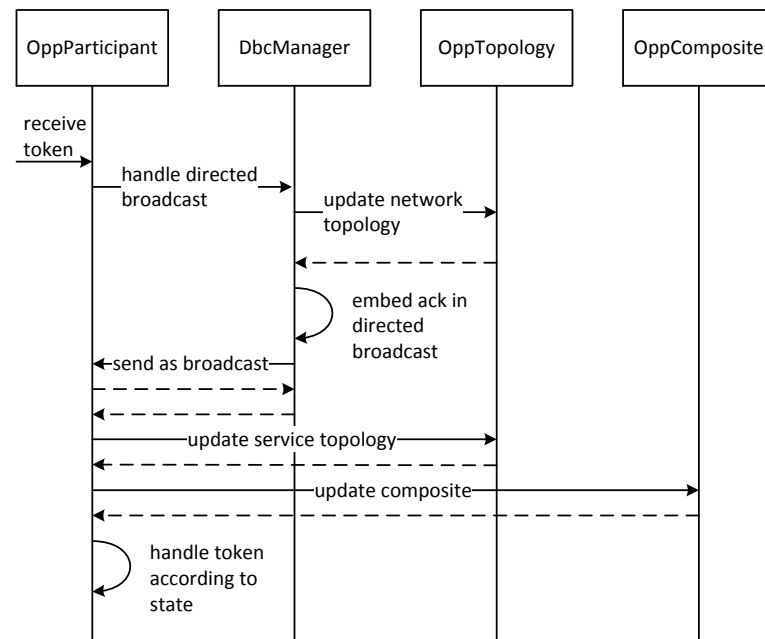 OppParticipant
DbcManager
OppTopology
OppComposite
receive
token
handle directed
broadcast
update network
topology
embed ack in
directed
broadcast
send as broadcast
update service topology
update composite
handle token
according to
state